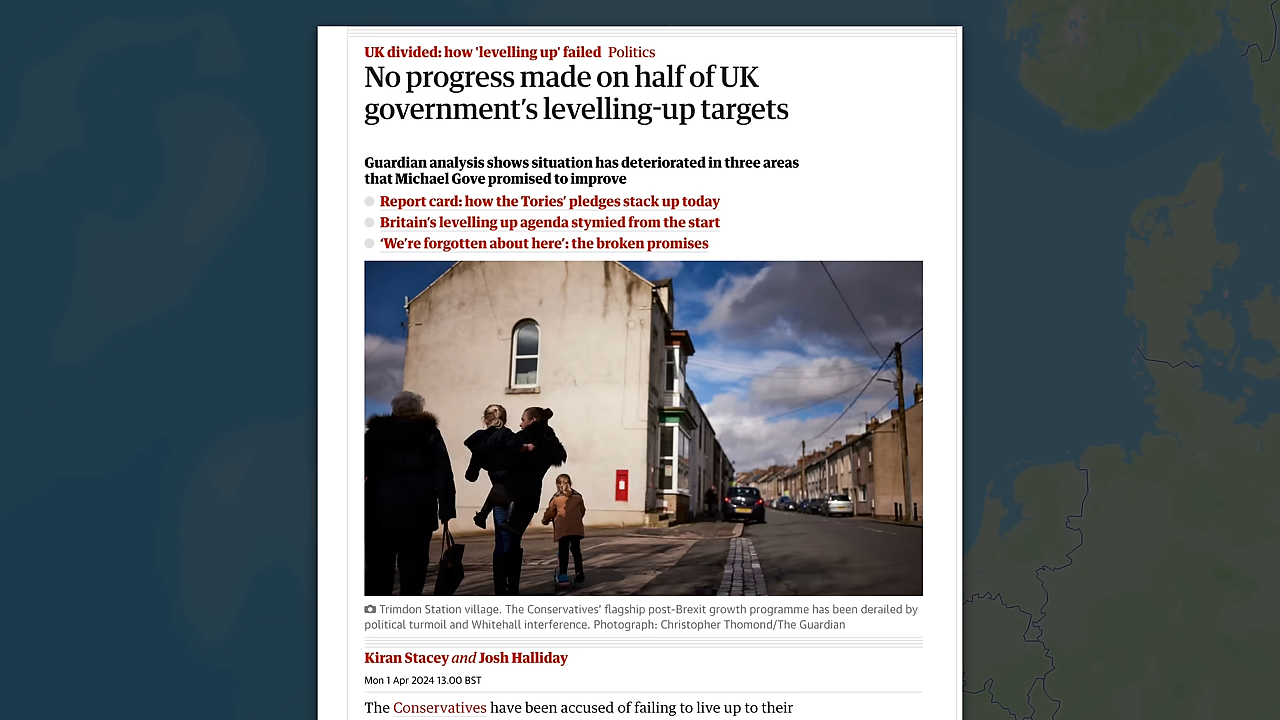 UK divided: how 'levelling up' failed Politics
No progress made on half of UK
government’s levelling-up targets
Guardian analysis shows situation has deteriorated in three areas
that Michael Gove promised to improve
Report card: how the Tories’ pledges stack up today
Britain’s levelling up agenda stymied from the start
‘We’re forgotten about here’: the broken promises
Trimdon Station village. The Conservatives’ flagship post-Brexit growth programme has been derailed by
political turmoil and Whitehall interference. Photograph: Christopher Thomond/The Guardian
Kiran Stacey and Josh Halliday
Mon 1 Apr 2024 13.00 BST
The Conservatives have been accused of failing to live up to their